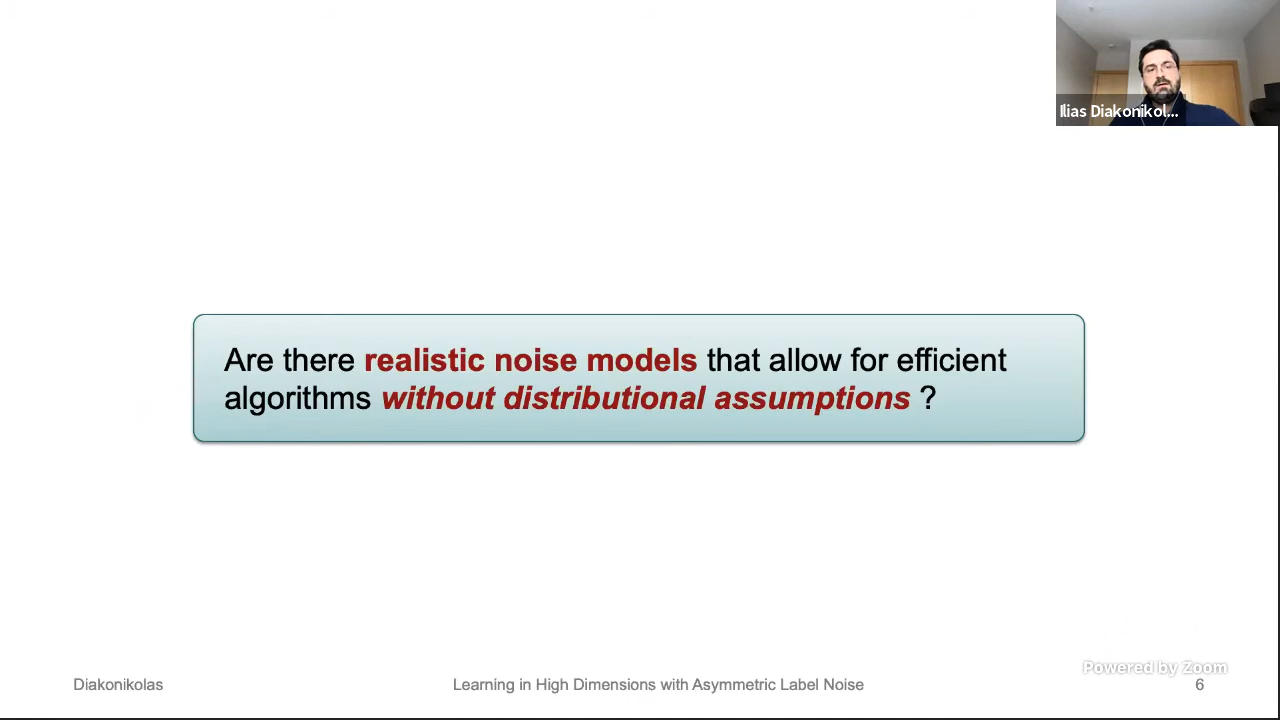 Ilias Diakonikol...
Are there realistic noise models that allow for efficient
algorithms without distributional assumptions ?
Powered by Zoom
Diakonikolas
Learning in High Dimensions with Asymmetric Label Noise
6